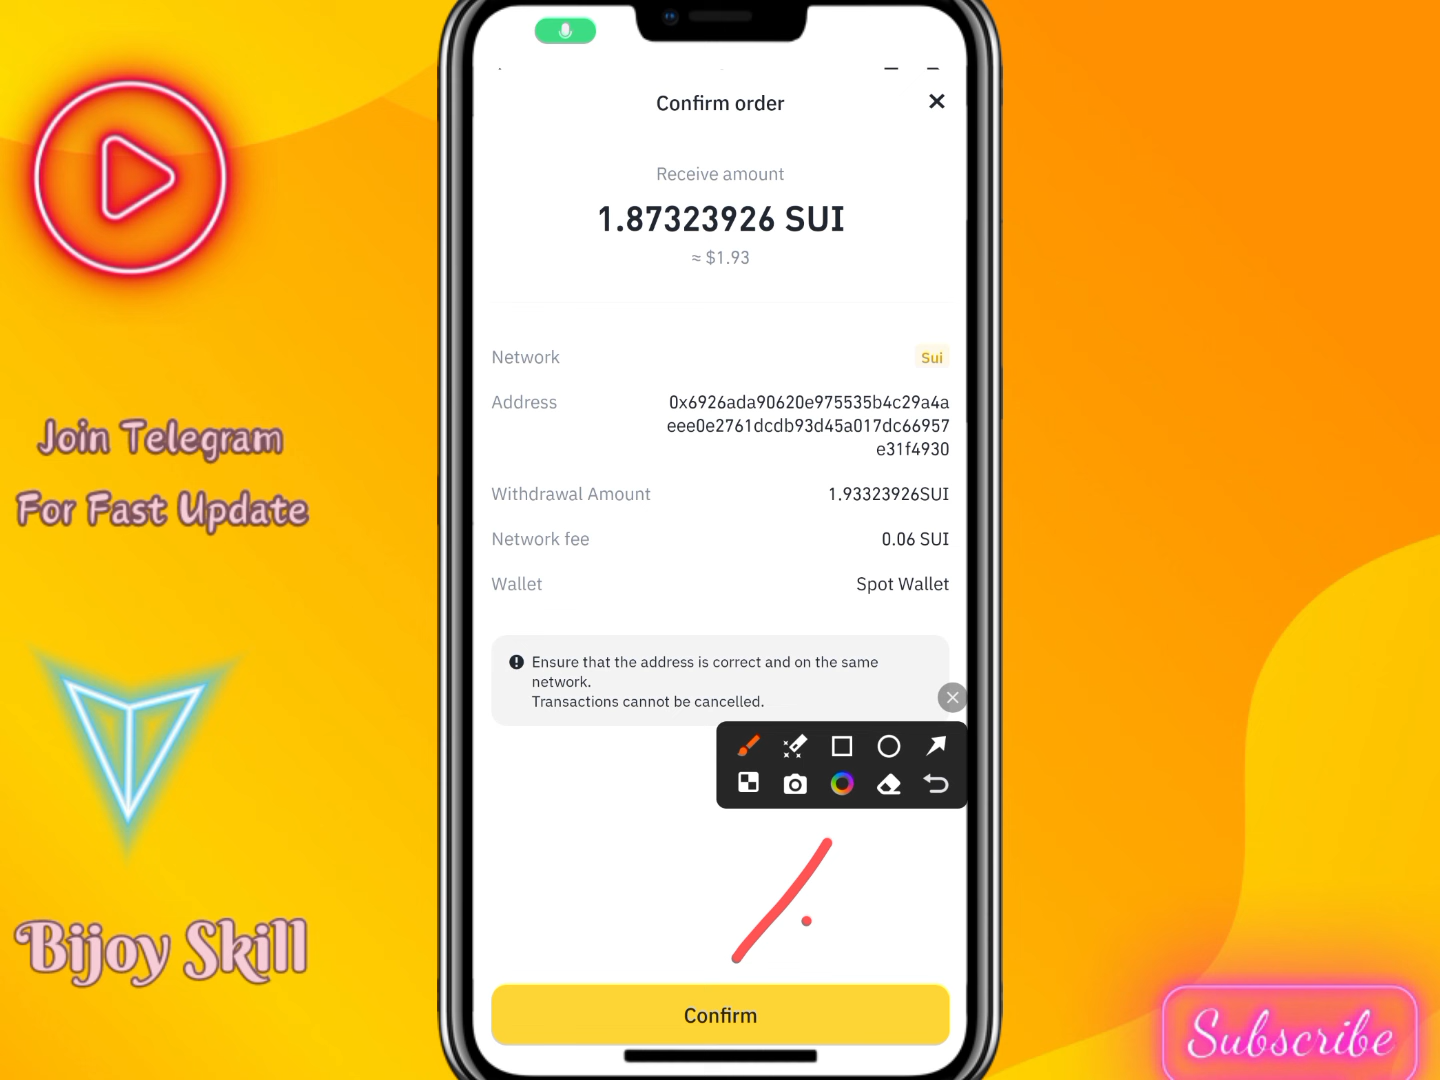 Confirm order
Receive amount
1.87323926 SUI
≈ $1.93
Network
Sui
Address
0x6926ada90620e975535b4c29a4a
eee0e2761dcdb93d45a017dc66957
e31f4930
Withdrawal Amount
1.93323926SUI
Network fee
0.06 SUI
Wallet
Spot Wallet
Ensure that the address is correct and on the same
network.
Transactions cannot be cancelled.
Confirm
Join Telegram
For Fast Update
Bijoy Skill
Subscribe